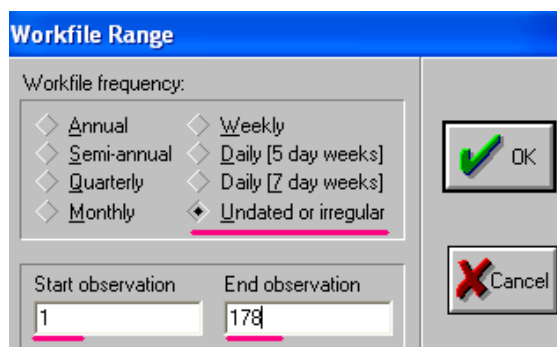 Workfile Range
Workfile frequency:
Annual
Semi-annual
Quarterly
Monthly
Weekly
Daily [5 day weeks]
Daily [7 day weeks]
Undated or irregular
Start observation
1
End observation
178
OK
Cancel